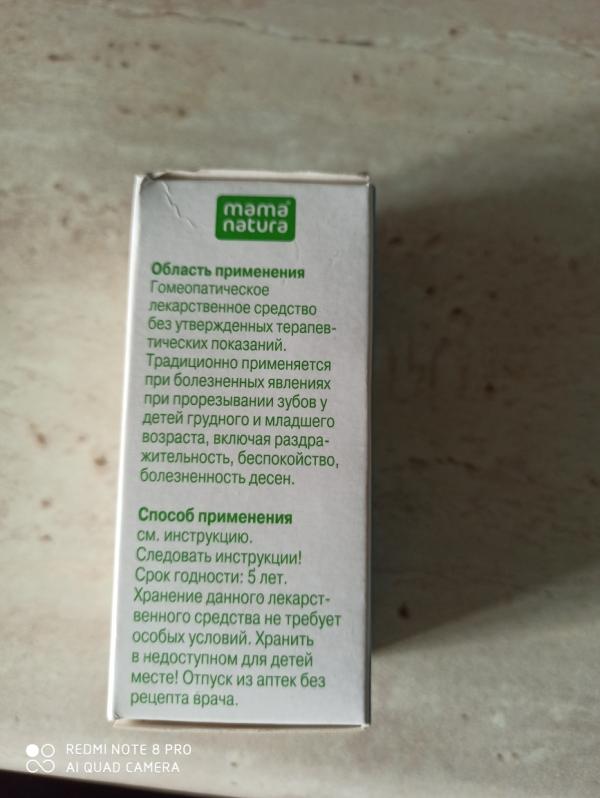 mama
natura
Область применения
Гомеопатическое
лекарственное средство
без утвержденных терапев-
тических показаний.
Традиционно применяется
при болезненных явлениях
при прорезывании зубов у
детей грудного и младшего
возраста, включая раздра-
жительность, беспокойство,
болезненность десен.
Способ применения
см. инструкцию.
Следовать инструкции!
Срок годности: 5 лет.
Хранение данного лекарст-
венного средства не требует
особых условий. Хранить
в недоступном для детей
месте! Отпуск из аптек без
рецепта врача.
REDMI NOTE 8 PRO
AI QUAD CAMERA